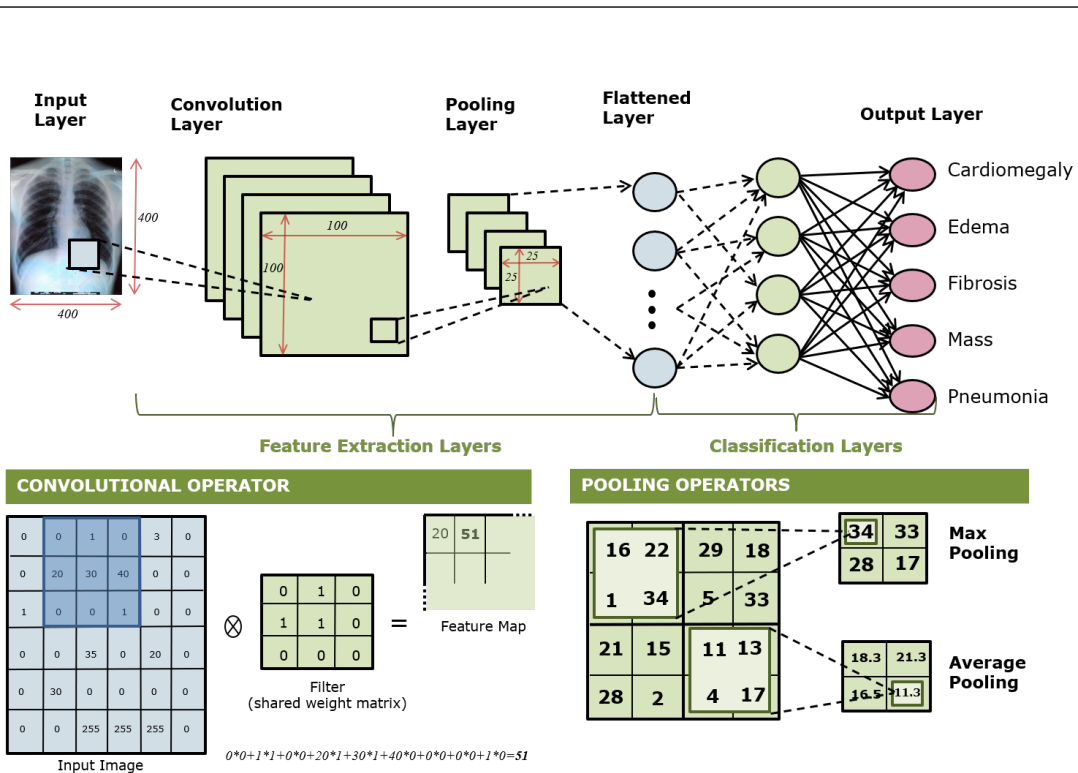 Input
Layer
Convolution
Layer
Pooling
Layer
Flattened
Layer
Output Layer
400
400
100
100
25
25
Cardiomegaly
Edema
Fibrosis
Mass
Pneumonia
Feature Extraction Layers
Classification Layers
CONVOLUTIONAL OPERATOR
0 0 1 0 3 0
0 20 30 40 0 0
1 0 0 1 0 0
0 0 35 0 20 0
0 30 0 0 0 0
0 0 255 255 255 0
Input Image
⊗
0 1 0
1 1 0
0 0 0
Filter
(shared weight matrix)
=
20 51
Feature Map
0*0+1*1+0*0+20*1+30*1+40*0+0*0+0*0+1*0=51
POOLING OPERATORS
16 22 29 18
1 34 5 33
21 15 11 13
28 2 4 17
34 33
28 17
Max
Pooling
18.3 21.3
16.5 11.3
Average
Pooling